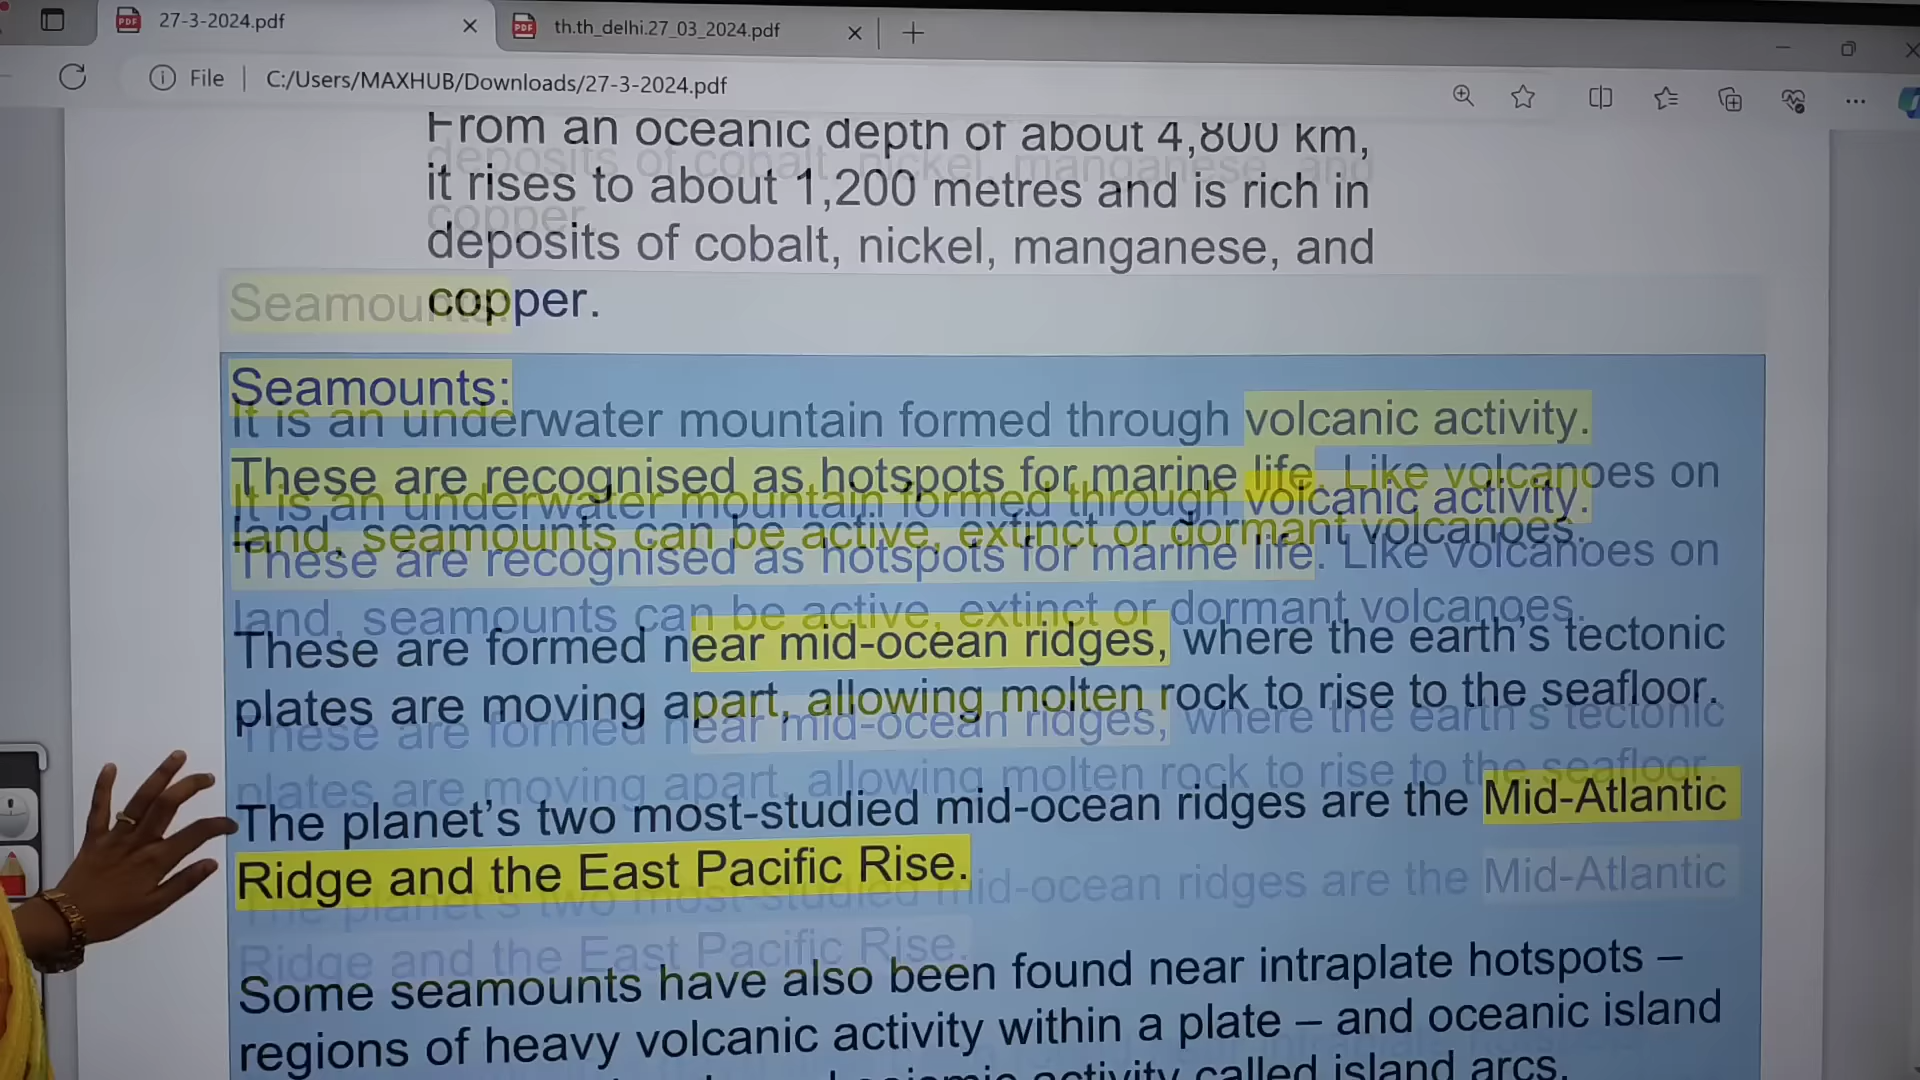 27-3-2024.pdf
th.th_delhi.27_03_2024.pdf
File
C:/Users/MAXHUB/Downloads/27-3-2024.pdf
From an oceanic depth of about 4,800 km,
it rises to about 1,200 metres and is rich in
deposits of cobalt, nickel, manganese, and
copper.
Seamounts:
It is an underwater mountain formed through volcanic activity.
These are recognised as hotspots for marine life. Like volcanoes on
land, seamounts can be active, extinct or dormant volcanoes.
These are formed near mid-ocean ridges, where the earth's tectonic
plates are moving apart, allowing molten rock to rise to the seafloor.
The planet's two most-studied mid-ocean ridges are the Mid-Atlantic
Ridge and the East Pacific Rise.
Some seamounts have also been found near intraplate hotspots –
regions of heavy volcanic activity within a plate – and oceanic island
activity called island arcs.